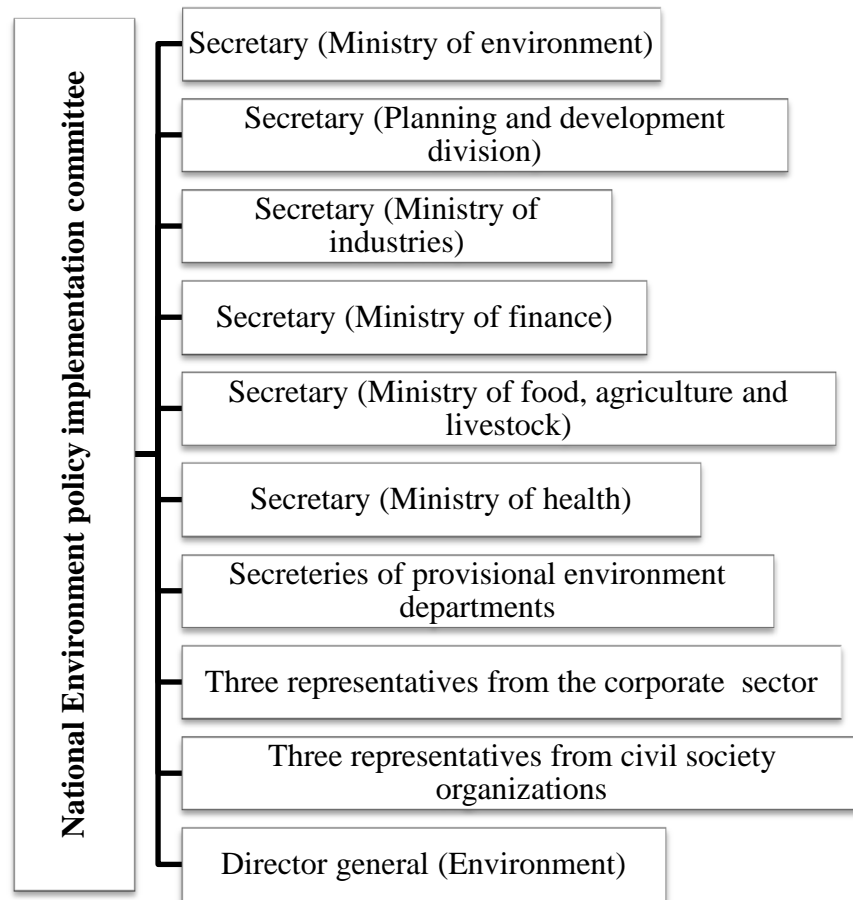 National Environment policy implementation committee
Secretary (Ministry of environment)
Secretary (Planning and development
division)
Secretary (Ministry of
industries)
Secretary (Ministry of finance)
Secretary (Ministry of food, agriculture and
livestock)
Secretary (Ministry of health)
Secreteries of provisional environment
departments
Three representatives from the corporate  sector
Three representatives from civil society
organizations
Director general (Environment)